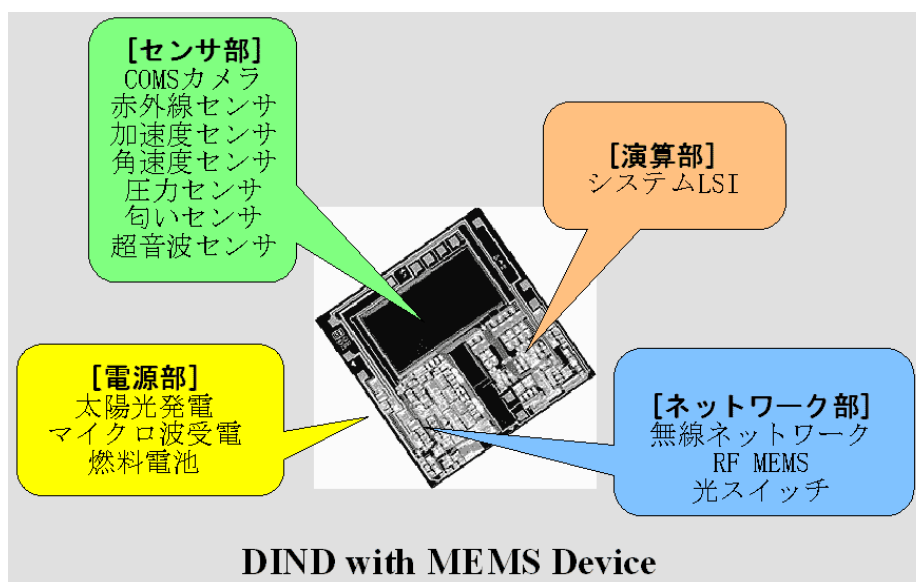 [センサ部]
COMSカメラ
赤外線センサ
加速度センサ
角速度センサ
圧力センサ
匂いセンサ
超音波センサ
[演算部]
システムLSI
[電源部]
太陽光発電
マイクロ波受電
燃料電池
[ネットワーク部]
無線ネットワーク
RF MEMS
光スイッチ
DIND with MEMS Device